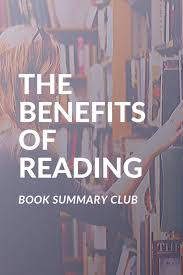 THE
BENEFITS
OF
READING
BOOK SUMMARY CLUB